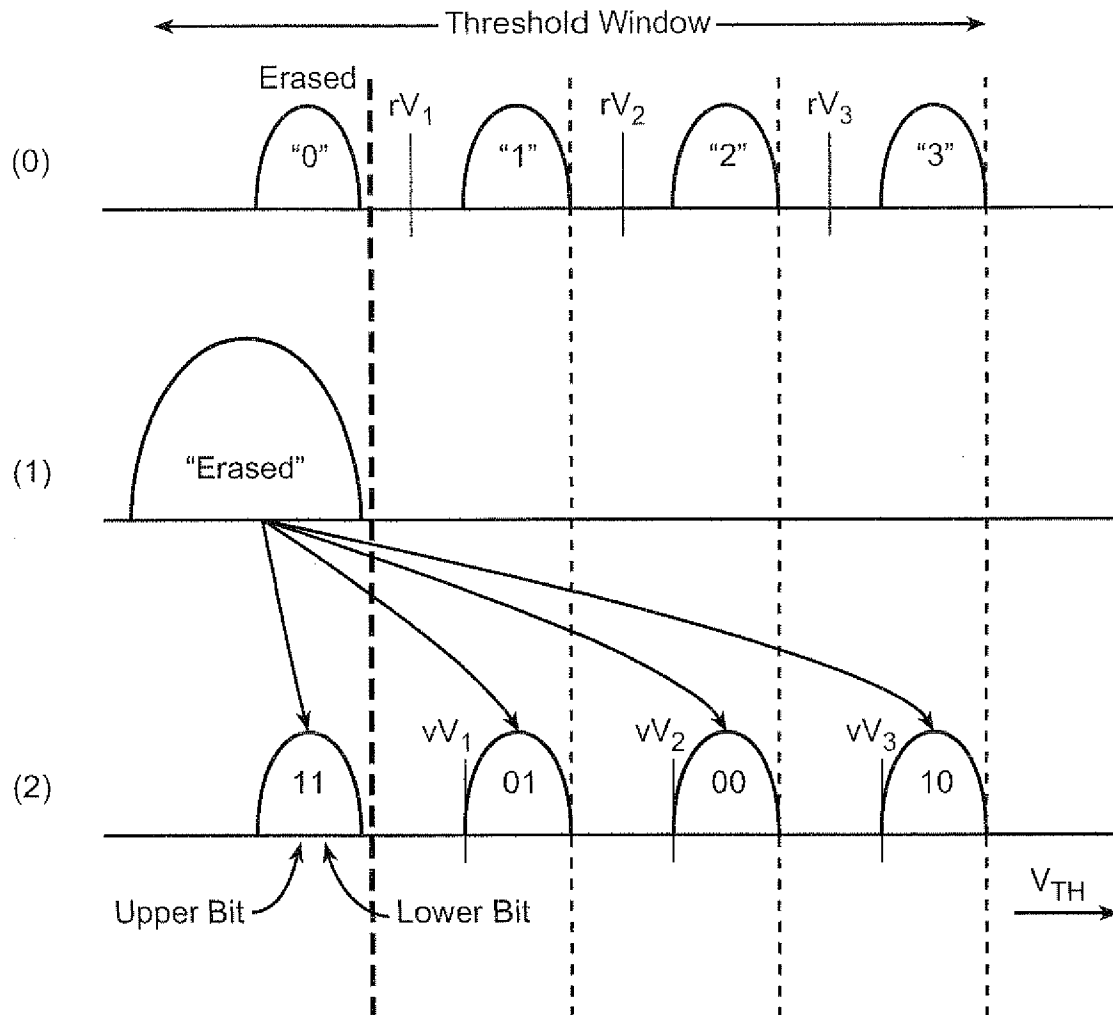 Threshold Window
Erased
rV1 rV2 rV3
(0) “0” “1” “2” “3”
(1) “Erased”
vV1 vV2 vV3
(2) 11 01 00 10
Upper Bit Lower Bit VTH